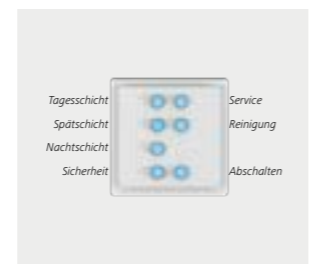 Tagesschicht Service
Spätschicht Reinigung
Nachtschicht
Sicherheit Abschalten